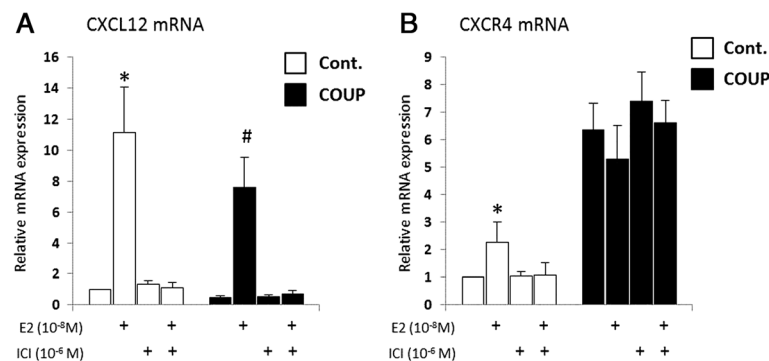 A CXCL12 mRNA
Cont.
COUP
Relative mRNA expression
16
14
12
10
8
6
4
2
0
*
#
E2 (10-8M) + + + +
ICI (10-6 M) + + + +
B CXCR4 mRNA
Cont.
COUP
Relative mRNA expression
9
8
7
6
5
4
3
2
1
0
*
E2 (10-8M) + + + +
ICI (10-6 M) + + + +